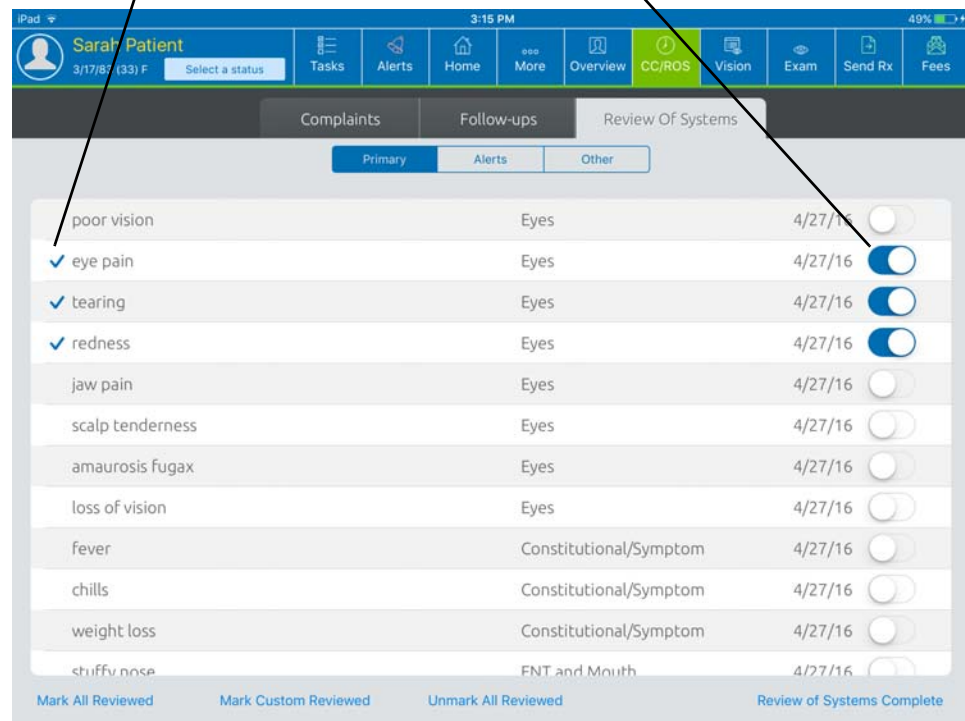 iPad 3:15 PM 49%
Sarah Patient
3/17/83 (33) F Select a status Tasks Alerts Home More Overview CC/ROS Vision Exam Send Rx Fees
Complaints Follow-ups Review Of Systems
Primary Alerts Other
poor vision Eyes 4/27/16
eye pain Eyes 4/27/16
tearing Eyes 4/27/16
redness Eyes 4/27/16
jaw pain Eyes 4/27/16
scalp tenderness Eyes 4/27/16
amaurosis fugax Eyes 4/27/16
loss of vision Eyes 4/27/16
fever Constitutional/Symptom 4/27/16
chills Constitutional/Symptom 4/27/16
weight loss Constitutional/Symptom 4/27/16
stuffy nose ENT and Mouth 4/27/16
Mark All Reviewed Mark Custom Reviewed Unmark All Reviewed Review of Systems Complete